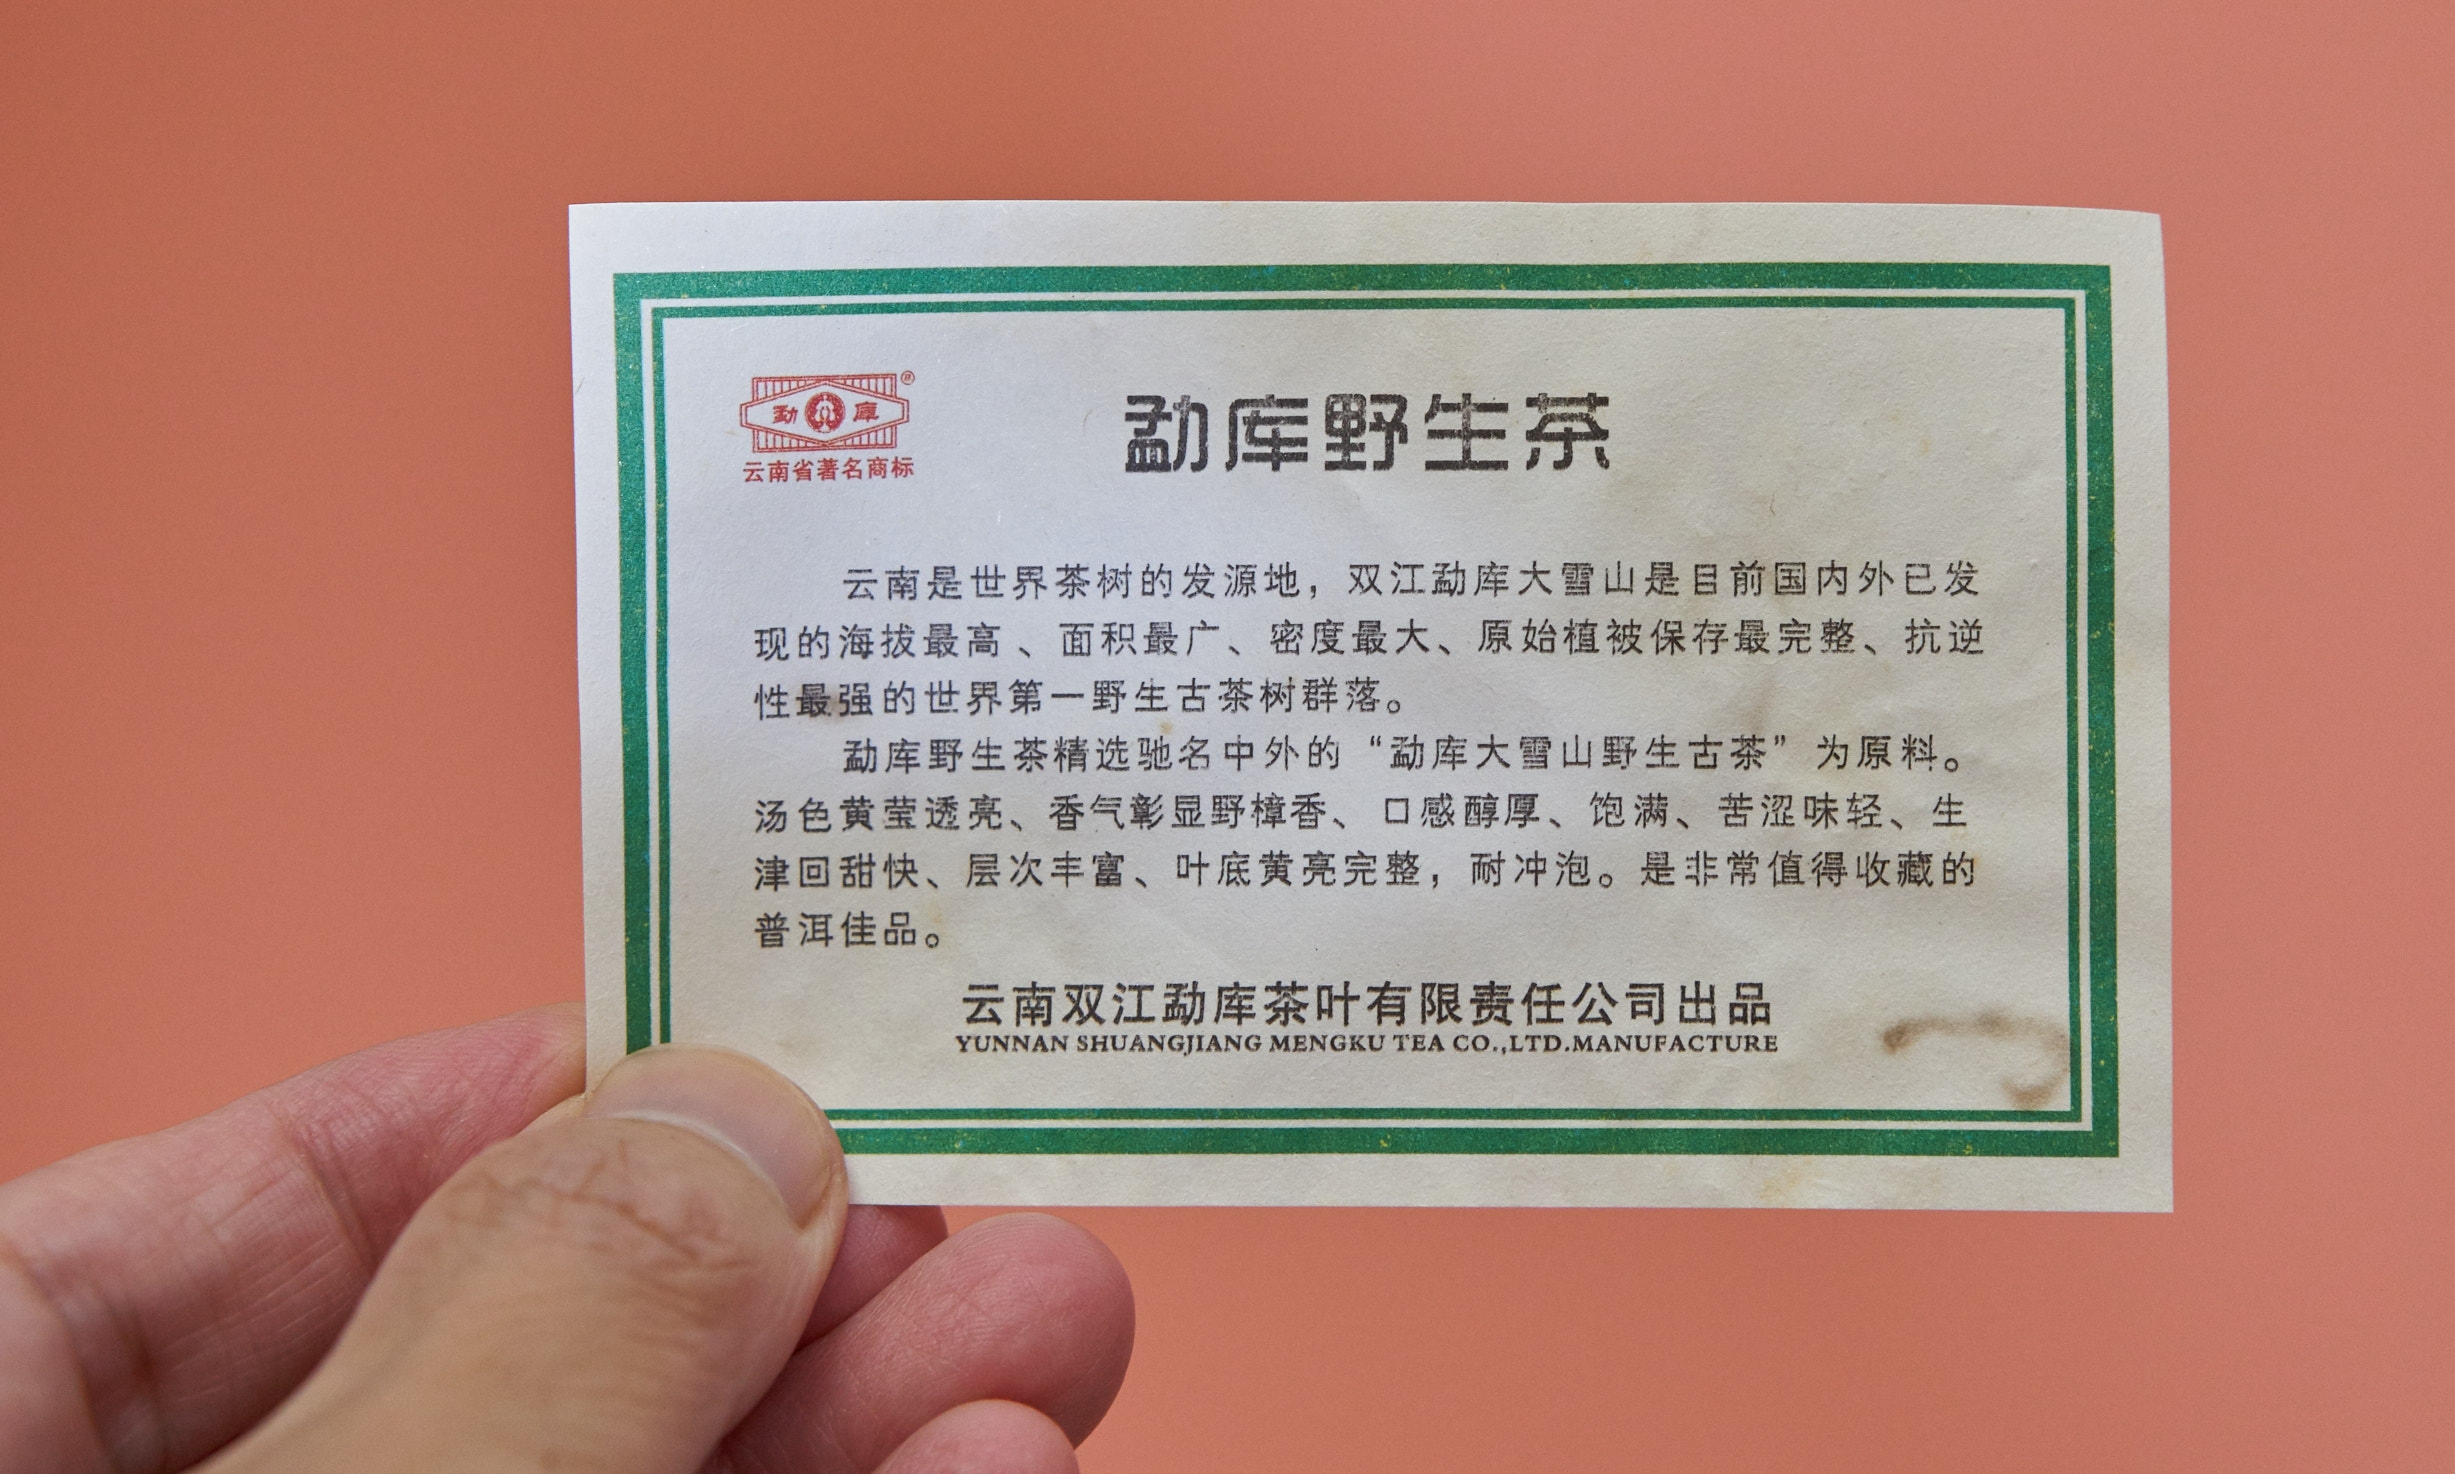 勐 库 ®
云南省著名商标
勐库野生茶
云南是世界茶树的发源地，双江勐库大雪山是目前国内外已发
现的海拔最高、面积最广、密度最大、原始植被保存最完整、抗逆
性最强的世界第一野生古茶树群落。
勐库野生茶精选驰名中外的“勐库大雪山野生古茶”为原料。
汤色黄莹透亮、香气彰显野樟香、口感醇厚、饱满、苦涩味轻、生
津回甜快、层次丰富、叶底黄亮完整，耐冲泡。是非常值得收藏的
普洱佳品。
云南双江勐库茶叶有限责任公司出品
YUNNAN SHUANGJIANG MENGKU TEA CO.,LTD.MANUFACTURE